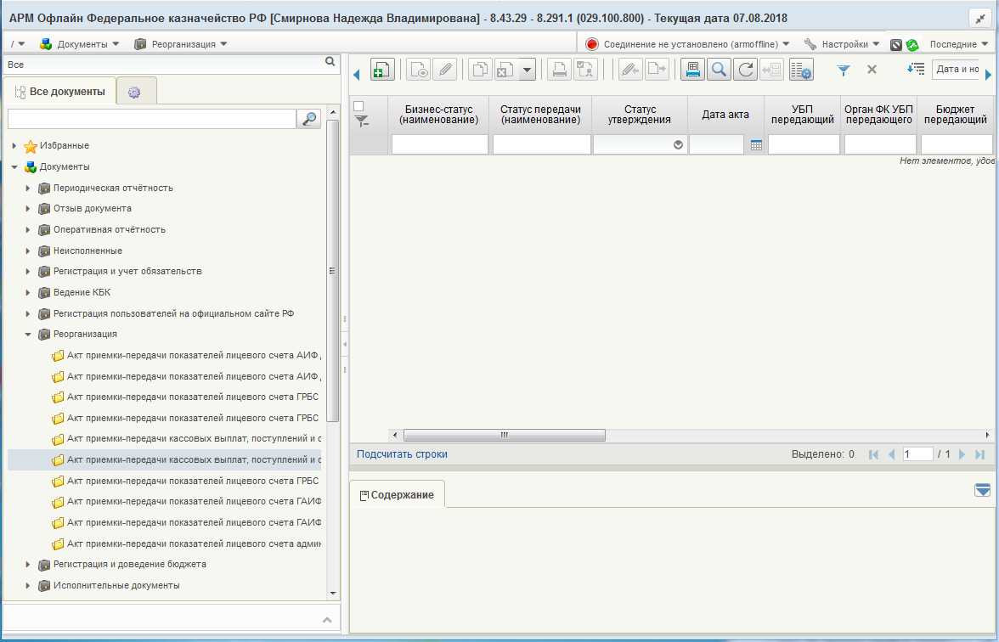 АРМ Офлайн Федеральное казначейство РФ [Смирнова Надежда Владимировна] - 8.43.29 - 8.291.1 (029.100.800) - Текущая дата 07.08.2018
/ Документы Реорганизация Соединение не установлено (armoffline) Настройки Последние
Все
Дата и но
Все документы
Бизнес-статус (наименование)
Статус передачи (наименование)
Статус утверждения
Дата акта
УБП передающий
Орган ФК УБП передающего
Бюджет передающий
Нет элементов, удов
Избранные
Документы
Периодическая отчётность
Отзыв документа
Оперативная отчётность
Неисполненные
Регистрация и учет обязательств
Ведение КБК
Регистрация пользователей на официальном сайте РФ
Реорганизация
Акт приемки-передачи показателей лицевого счета АИФ
Акт приемки-передачи показателей лицевого счета АИФ
Акт приемки-передачи показателей лицевого счета ГРБС
Акт приемки-передачи показателей лицевого счета ГРБС
Акт приемки-передачи кассовых выплат, поступлений и о
Акт приемки-передачи кассовых выплат, поступлений и о
Акт приемки-передачи показателей лицевого счета ГРБС
Акт приемки-передачи показателей лицевого счета ГАИФ
Акт приемки-передачи показателей лицевого счета ГАИФ
Акт приемки-передачи показателей лицевого счета админ
Регистрация и доведение бюджета
Исполнительные документы
Подсчитать строки
Выделено: 0 1 / 1
Содержание